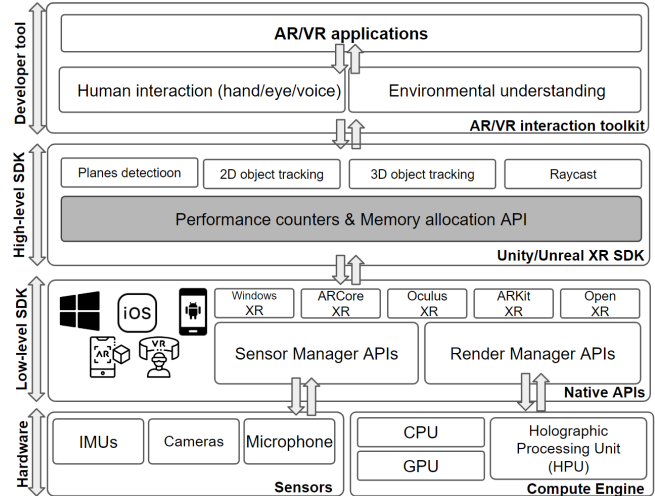 Developer tool
AR/VR applications
Human interaction (hand/eye/voice)
Environmental understanding
AR/VR interaction toolkit
High-level SDK
Planes detectioon
2D object tracking
3D object tracking
Raycast
Performance counters & Memory allocation API
Unity/Unreal XR SDK
Low-level SDK
iOS
AR
VR
Windows
XR
ARCore
XR
Oculus
XR
ARKit
XR
Open
XR
Sensor Manager APIs
Render Manager APIs
Native APIs
Hardware
IMUs
Cameras
Microphone
Sensors
CPU
GPU
Holographic
Processing Unit
(HPU)
Compute Engine